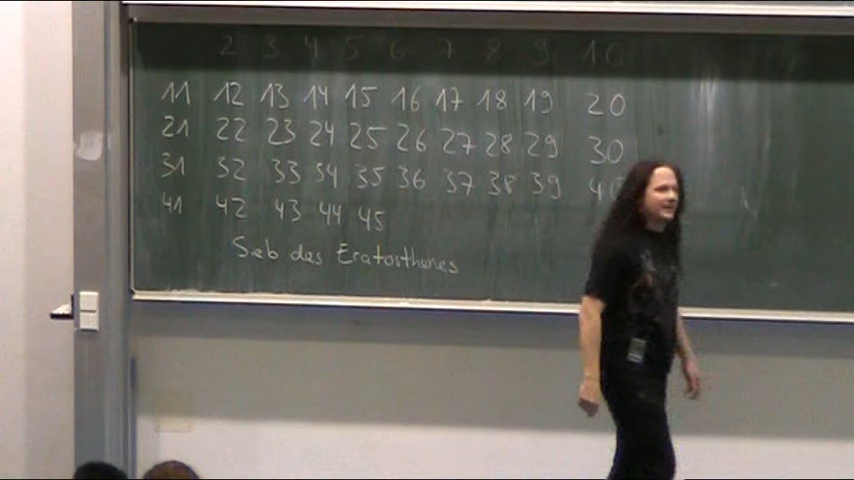 2 3 4 5 6 7 8 9 10
11 12 13 14 15 16 17 18 19 20
21 22 23 24 25 26 27 28 29 30
31 32 33 34 35 36 37 38 39 40
41 42 43 44 45
Sieb des Eratosthenes